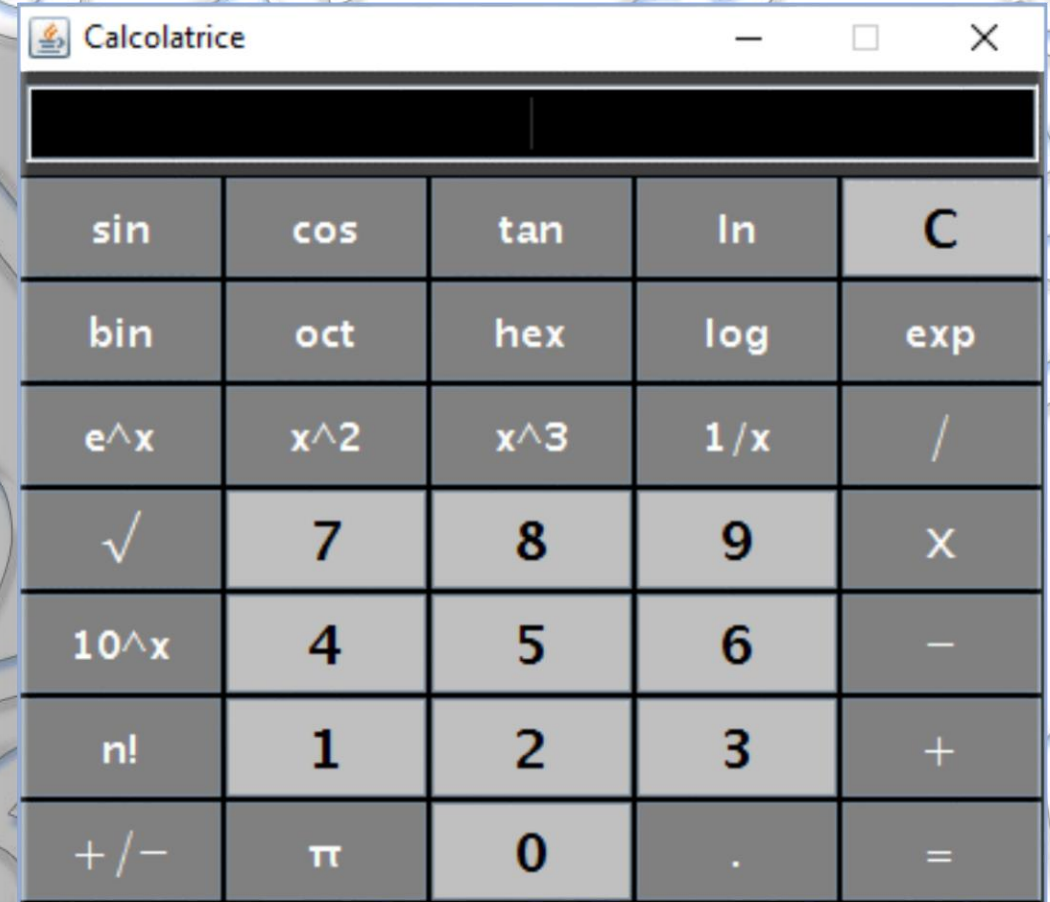 Calcolatrice
sin cos tan ln C
bin oct hex log exp
e^x x^2 x^3 1/x /
√ 7 8 9 X
10^x 4 5 6 −
n! 1 2 3 +
+/− π 0 . =